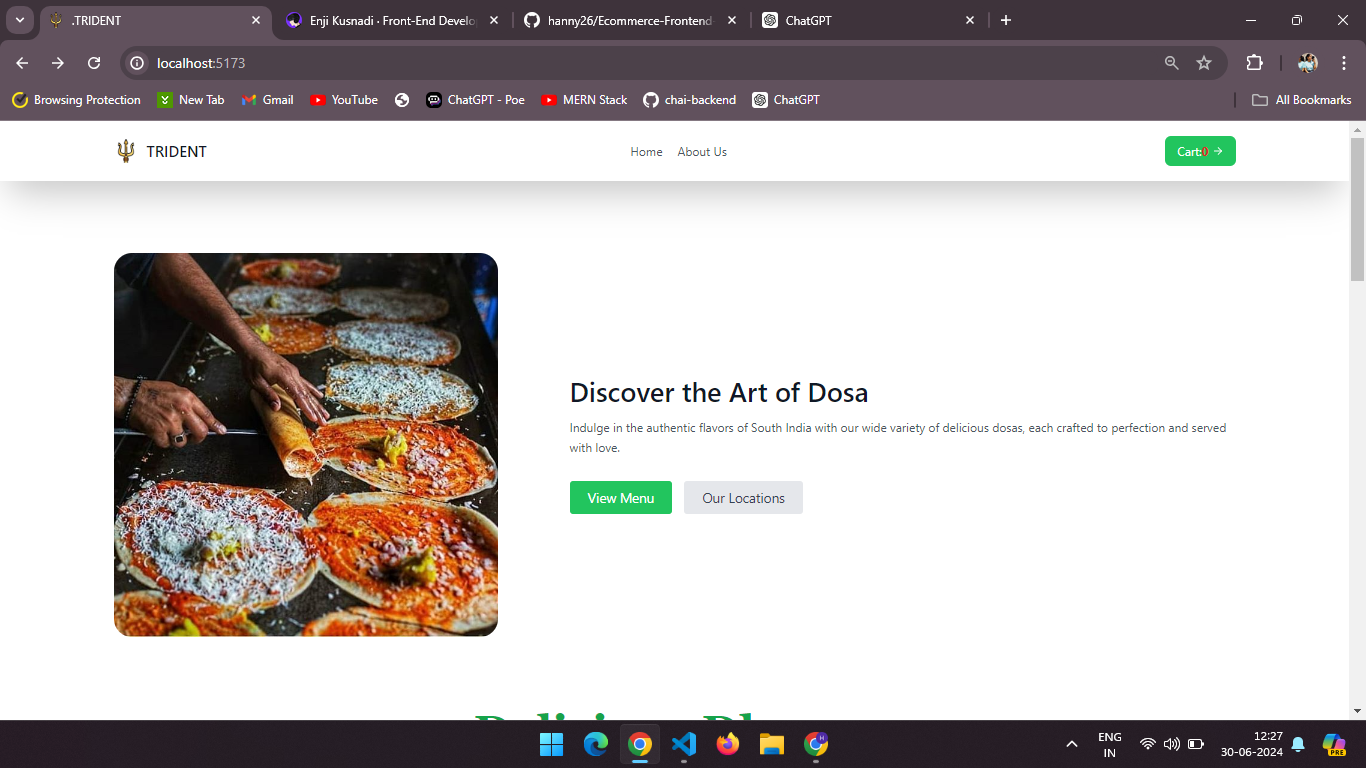 .TRIDENT
Enji Kusnadi · Front-End Develo
hanny26/Ecommerce-Frontend-
ChatGPT
localhost:5173
Browsing Protection
New Tab
Gmail
YouTube
ChatGPT - Poe
MERN Stack
chai-backend
ChatGPT
All Bookmarks
TRIDENT
Home
About Us
Cart:0 →
Discover the Art of Dosa
Indulge in the authentic flavors of South India with our wide variety of delicious dosas, each crafted to perfection and served
with love.
View Menu
Our Locations
ENG
IN
12:27
30-06-2024
PRE